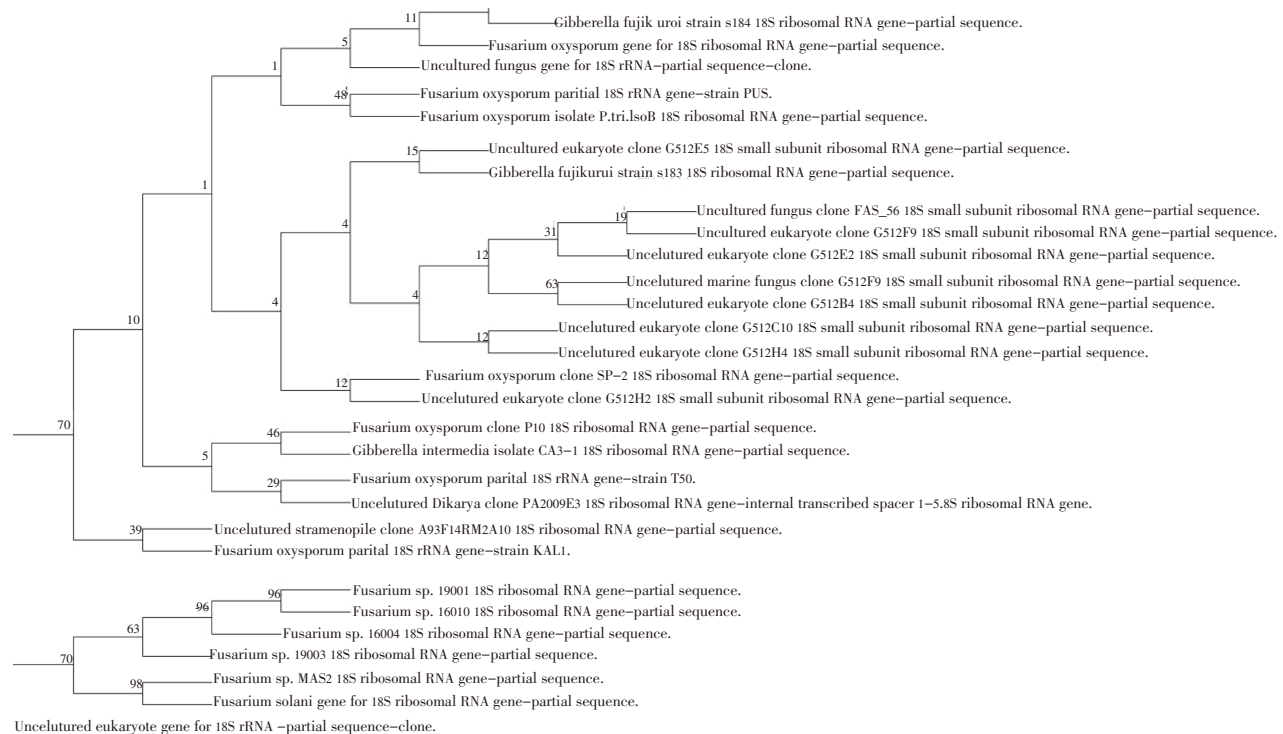 11
Gibberella fujik uroi strain s184 18S ribosomal RNA gene-partial sequence.
5
Fusarium oxysporum gene for 18S ribosomal RNA gene-partial sequence.
1
Uncultured fungus gene for 18S rRNA-partial sequence-clone.
48
Fusarium oxysporum paritial 18S rRNA gene-strain PUS.
Fusarium oxysporum isolate P.tri.lsoB 18S ribosomal RNA gene-partial sequence.
15
Uncultured eukaryote clone G512E5 18S small subunit ribosomal RNA gene-partial sequence.
1
Gibberella fujikurui strain s183 18S ribosomal RNA gene-partial sequence.
19
Uncultured fungus clone FAS_56 18S small subunit ribosomal RNA gene-partial sequence.
4
31
Uncultured eukaryote clone G512F9 18S small subunit ribosomal RNA gene-partial sequence.
12
Uncelutured eukaryote clone G512E2 18S small subunit ribosomal RNA gene-partial sequence.
63
Uncelutured marine fungus clone G512F9 18S small subunit ribosomal RNA gene-partial sequence.
4
4
Uncelutured eukaryote clone G512B4 18S small subunit ribosomal RNA gene-partial sequence.
10
Uncelutured eukaryote clone G512C10 18S small subunit ribosomal RNA gene-partial sequence.
12
Uncelutured eukaryote clone G512H4 18S small subunit ribosomal RNA gene-partial sequence.
12
Fusarium oxysporum clone SP-2 18S ribosomal RNA gene-partial sequence.
Uncelutured eukaryote clone G512H2 18S small subunit ribosomal RNA gene-partial sequence.
70
46
Fusarium oxysporum clone P10 18S ribosomal RNA gene-partial sequence.
5
Gibberella intermedia isolate CA3-1 18S ribosomal RNA gene-partial sequence.
29
Fusarium oxysporum parital 18S rRNA gene-strain T50.
Uncelutured Dikarya clone PA2009E3 18S ribosomal RNA gene-internal transcribed spacer 1-5.8S ribosomal RNA gene.
39
Uncelutured stramenopile clone A93F14RM2A10 18S ribosomal RNA gene-partial sequence.
Fusarium oxysporum parital 18S rRNA gene-strain KAL1.
96
Fusarium sp. 19001 18S ribosomal RNA gene-partial sequence.
96
Fusarium sp. 16010 18S ribosomal RNA gene-partial sequence.
63
Fusarium sp. 16004 18S ribosomal RNA gene-partial sequence.
70
Fusarium sp. 19003 18S ribosomal RNA gene-partial sequence.
98
Fusarium sp. MAS2 18S ribosomal RNA gene-partial sequence.
Fusarium solani gene for 18S ribosomal RNA gene-partial sequence.
Uncelutured eukaryote gene for 18S rRNA -partial sequence-clone.